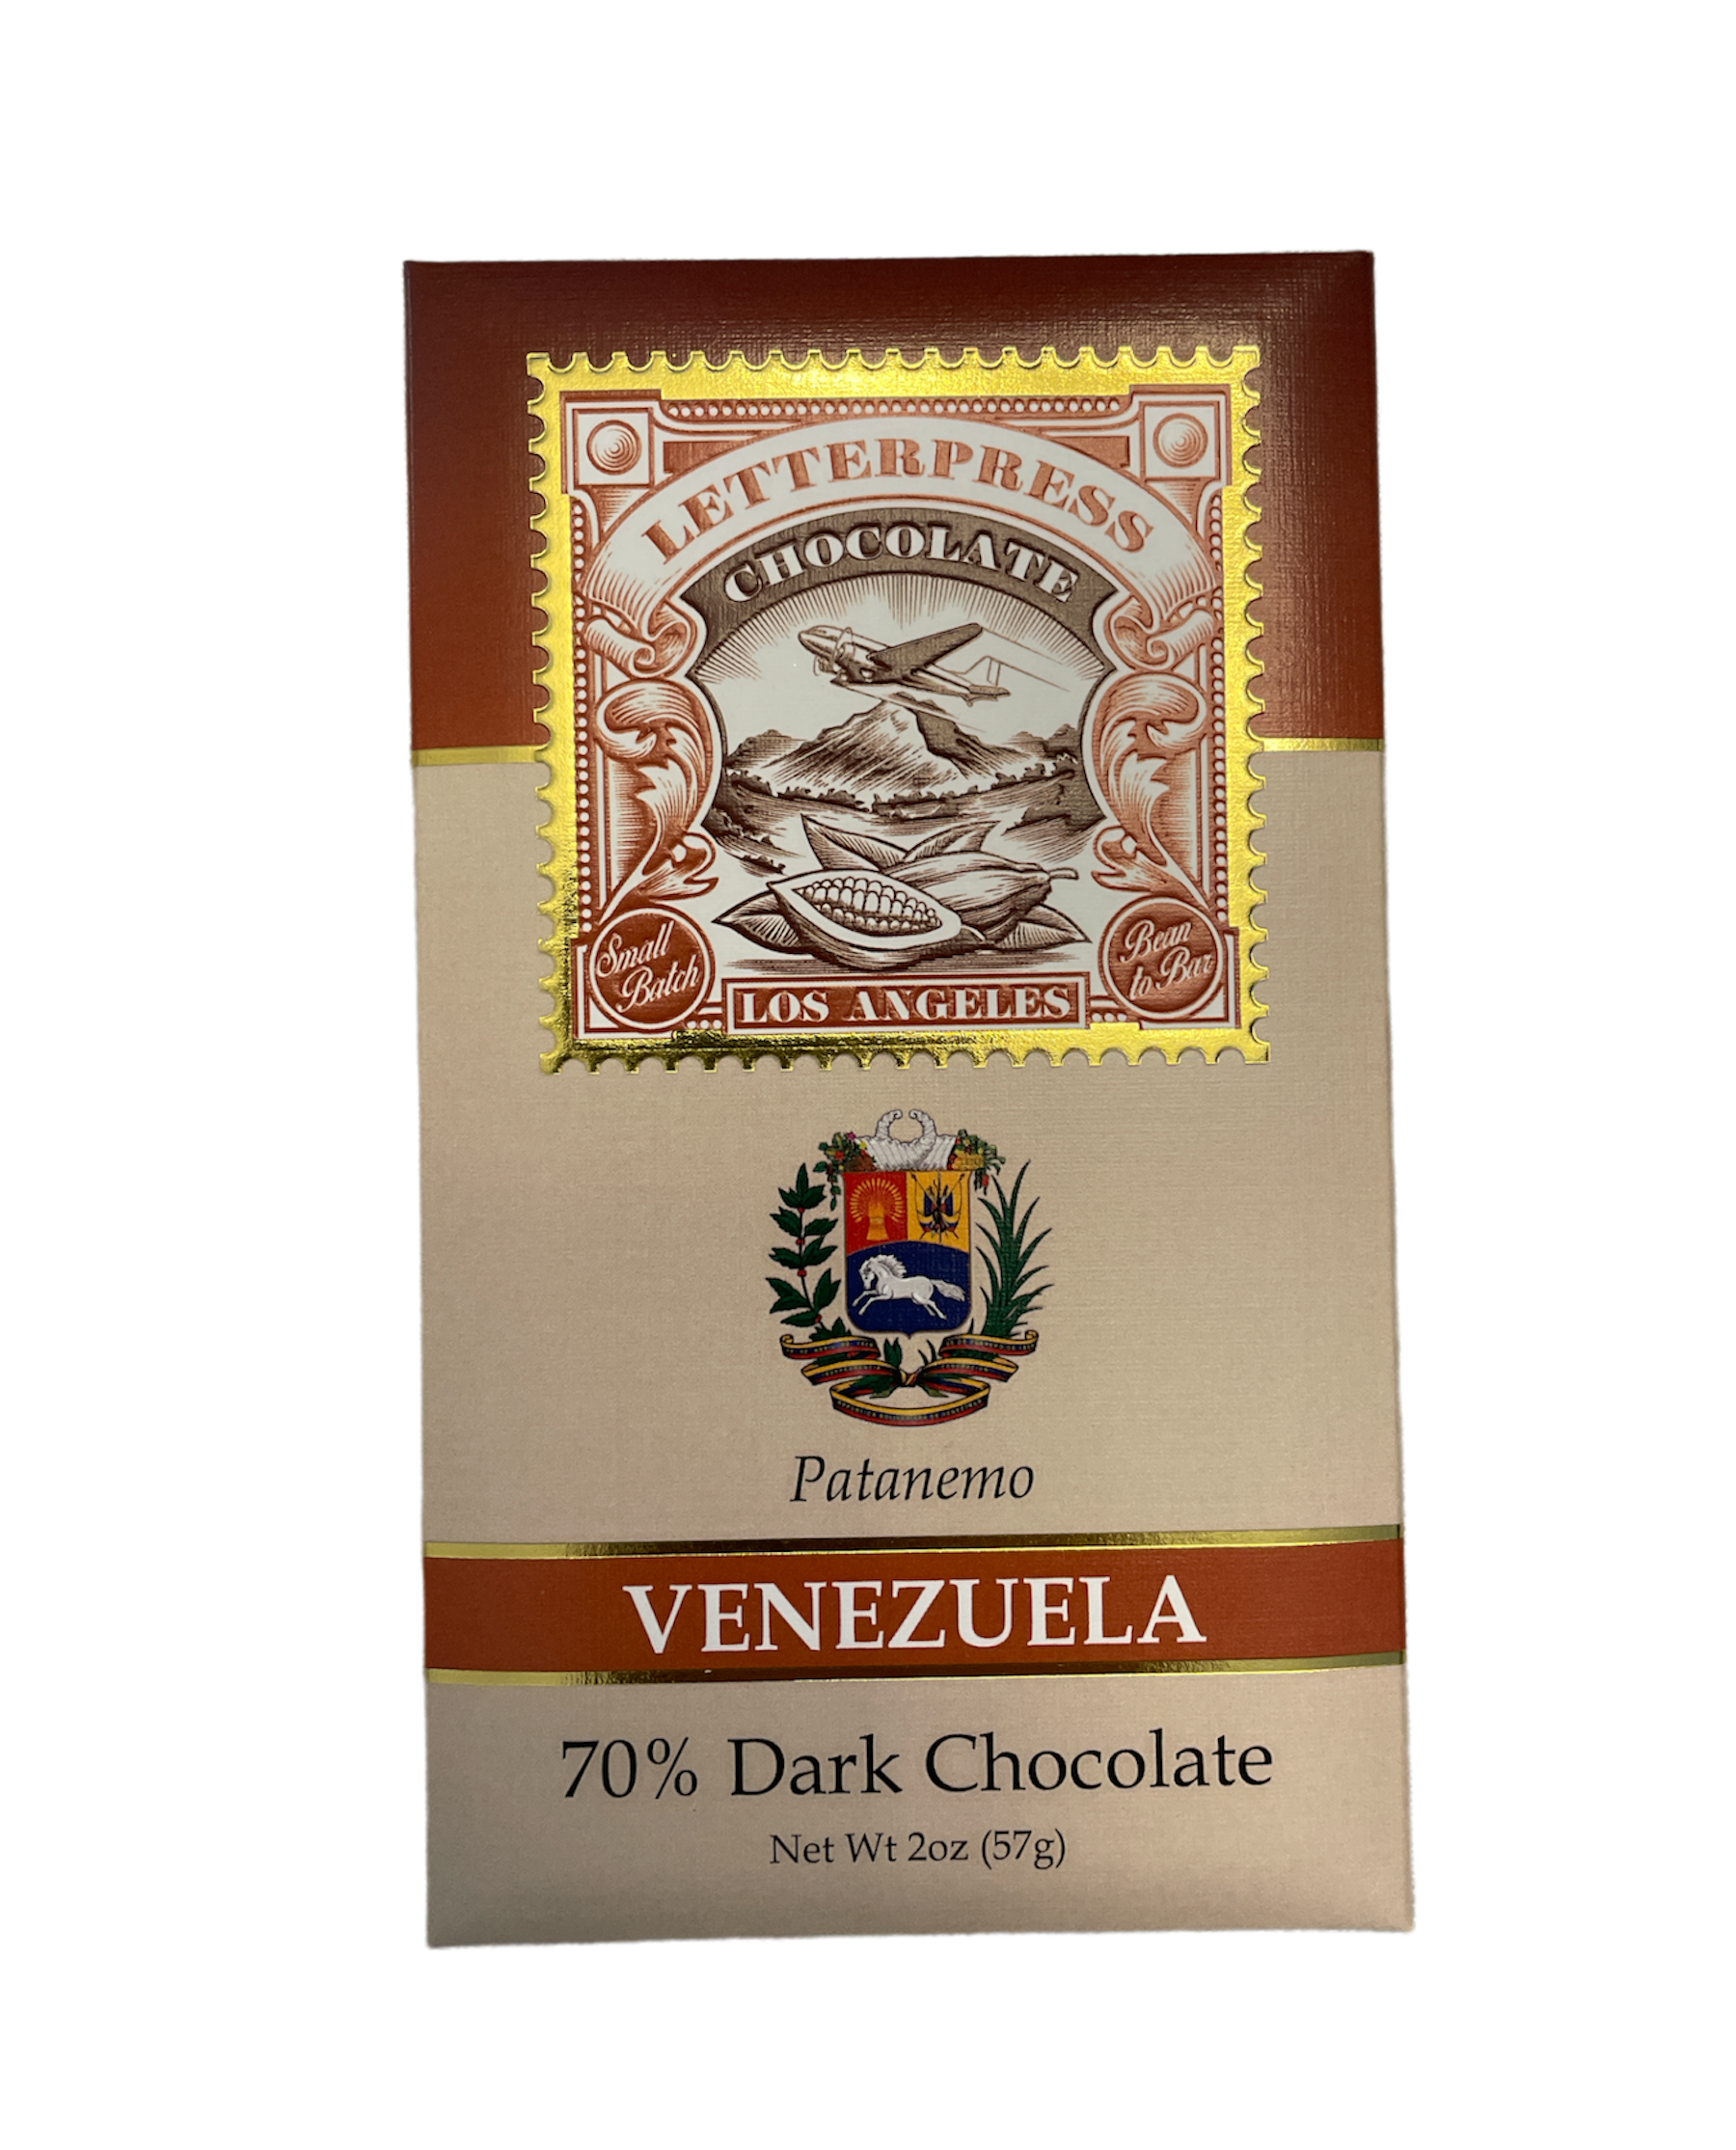 LETTERPRESS
CHOCOLATE
Small
Batch
Bean
to Bar
LOS ANGELES
Patanemo
VENEZUELA
70% Dark Chocolate
Net Wt 2oz (57g)